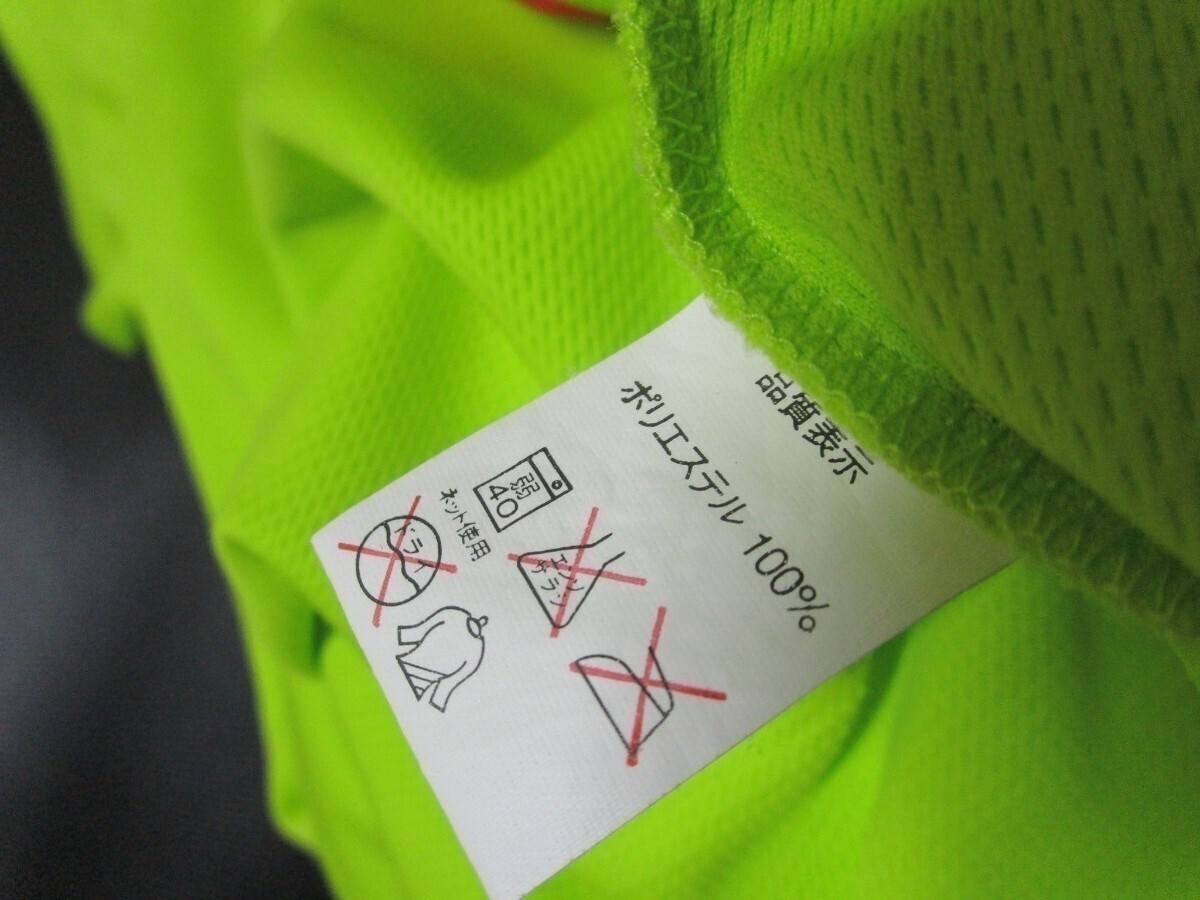 品質表示
ポリエステル 100%
弱
40
ネット使用
エンソ
サラシ
ドライ